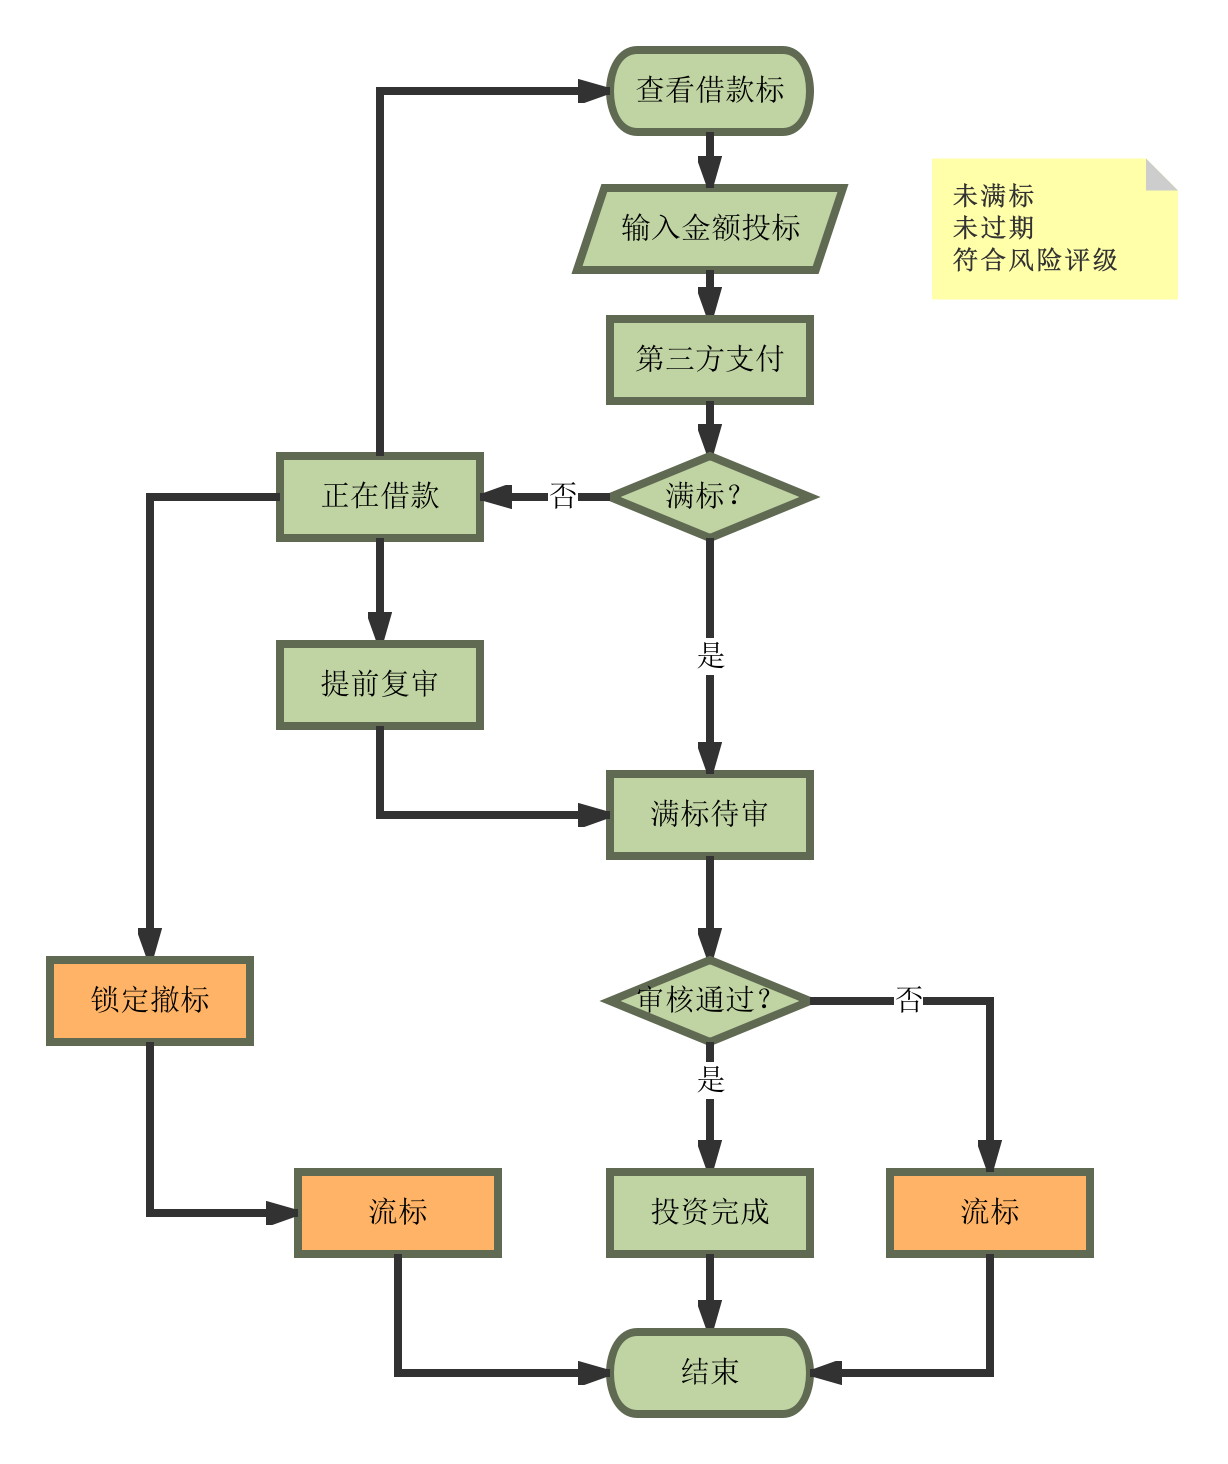 查看借款标
输入金额投标
未满标
未过期
符合风险评级
第三方支付
正在借款
否
满标?
是
提前复审
满标待审
锁定撤标
审核通过?
否
是
流标
投资完成
流标
结束